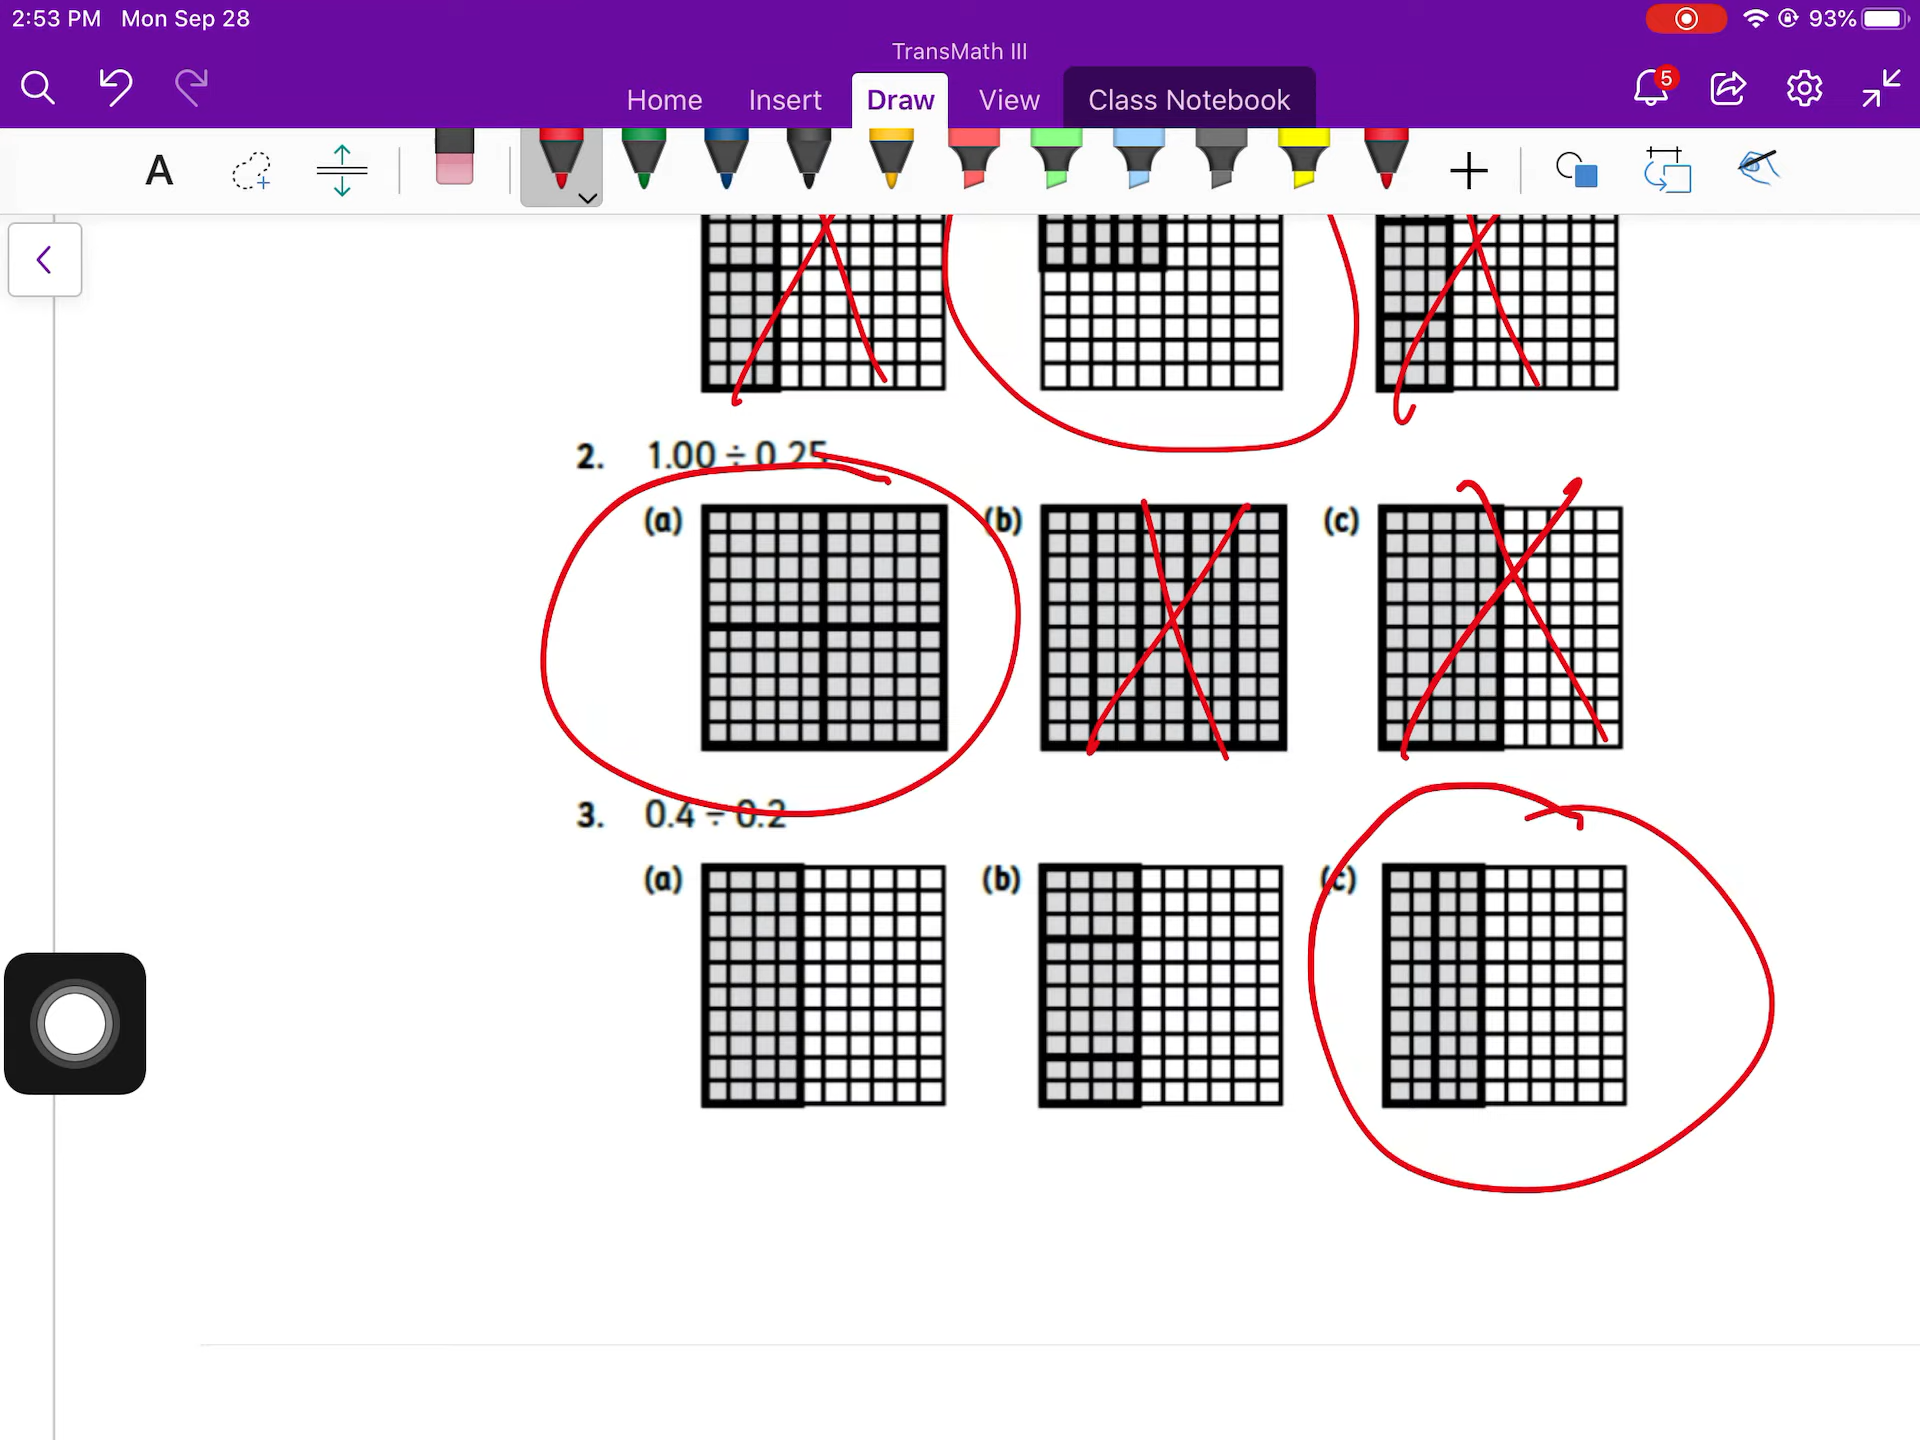 2:53 PM Mon Sep 28
93%
TransMath III
Home Insert Draw View Class Notebook
5
A
2. 1.00 ÷ 0.25
(a) (b) (c)
3. 0.4 ÷ 0.2
(a) (b) (c)